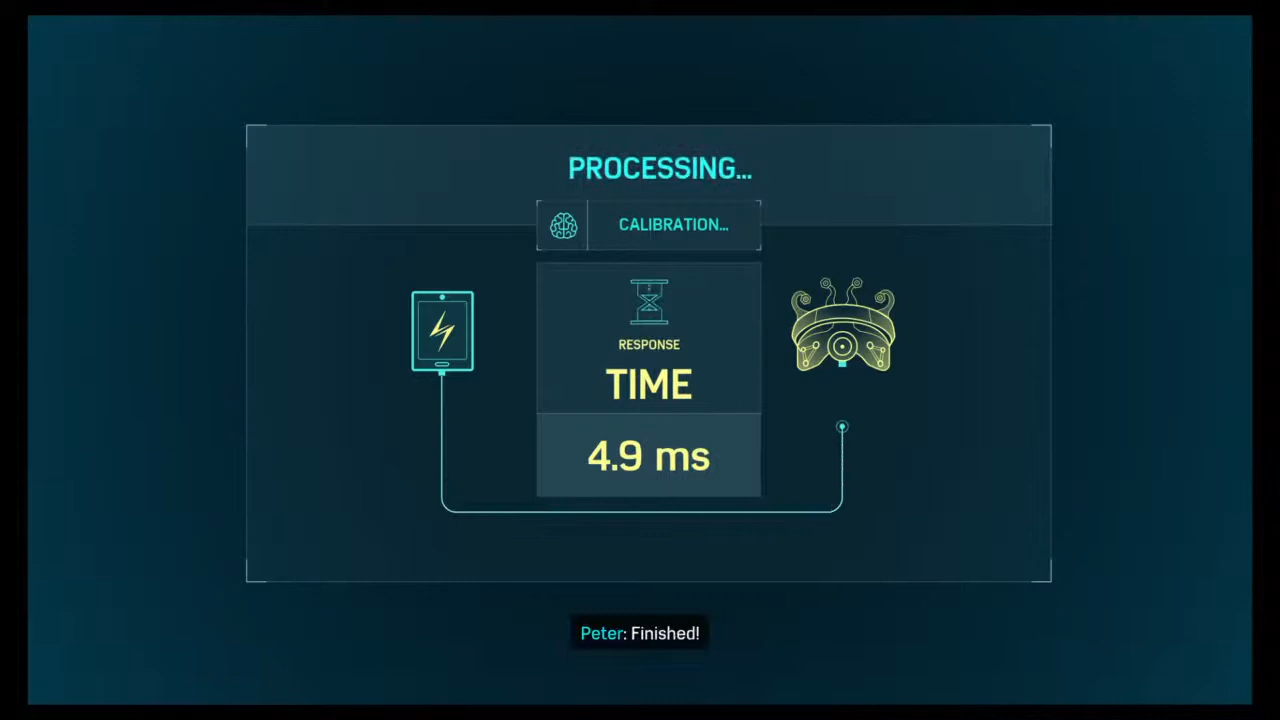 PROCESSING...
CALIBRATION...
RESPONSE
TIME
4.9 ms
Peter: Finished!